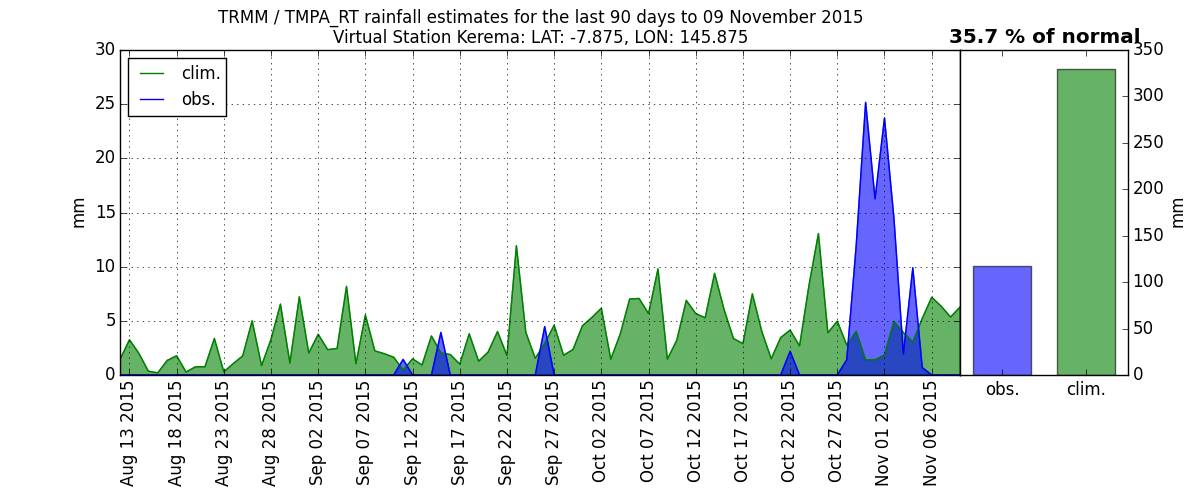 TRMM / TMPA_RT rainfall estimates for the last 90 days to 09 November 2015
Virtual Station Kerema: LAT: -7.875, LON: 145.875
35.7 % of normal
clim.
obs.
mm
30
25
20
15
10
5
0
Aug 13 2015
Aug 18 2015
Aug 23 2015
Aug 28 2015
Sep 02 2015
Sep 07 2015
Sep 12 2015
Sep 17 2015
Sep 22 2015
Sep 27 2015
Oct 02 2015
Oct 07 2015
Oct 12 2015
Oct 17 2015
Oct 22 2015
Oct 27 2015
Nov 01 2015
Nov 06 2015
350
300
250
200
150
100
50
0
mm
obs.
clim.